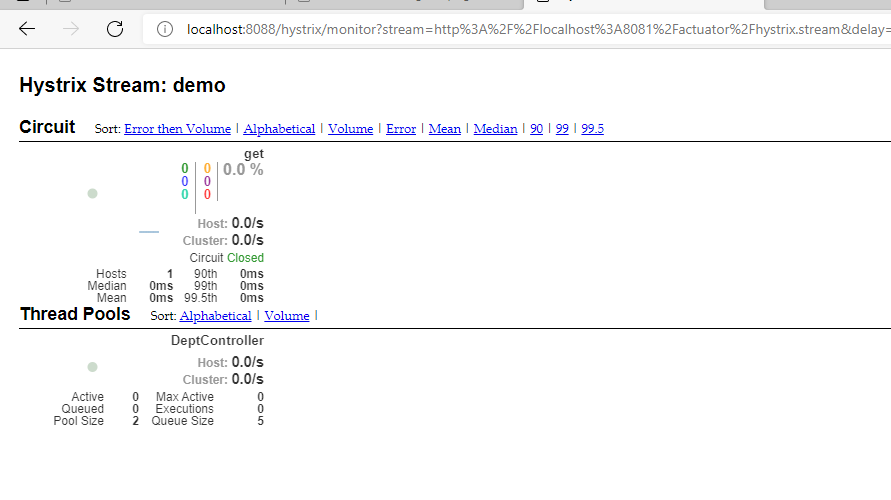 localhost:8088/hystrix/monitor?stream=http%3A%2F%2Flocalhost%3A8081%2Factuator%2Fhystrix.stream&delay=
Hystrix Stream: demo
Circuit Sort: Error then Volume | Alphabetical | Volume | Error | Mean | Median | 90 | 99 | 99.5
get
0 0 0.0 %
0 0
0 0
Host: 0.0/s
Cluster: 0.0/s
Circuit Closed
Hosts 1 90th 0ms
Median 0ms 99th 0ms
Mean 0ms 99.5th 0ms
Thread Pools Sort: Alphabetical | Volume |
DeptController
Host: 0.0/s
Cluster: 0.0/s
Active 0 Max Active 0
Queued 0 Executions 0
Pool Size 2 Queue Size 5